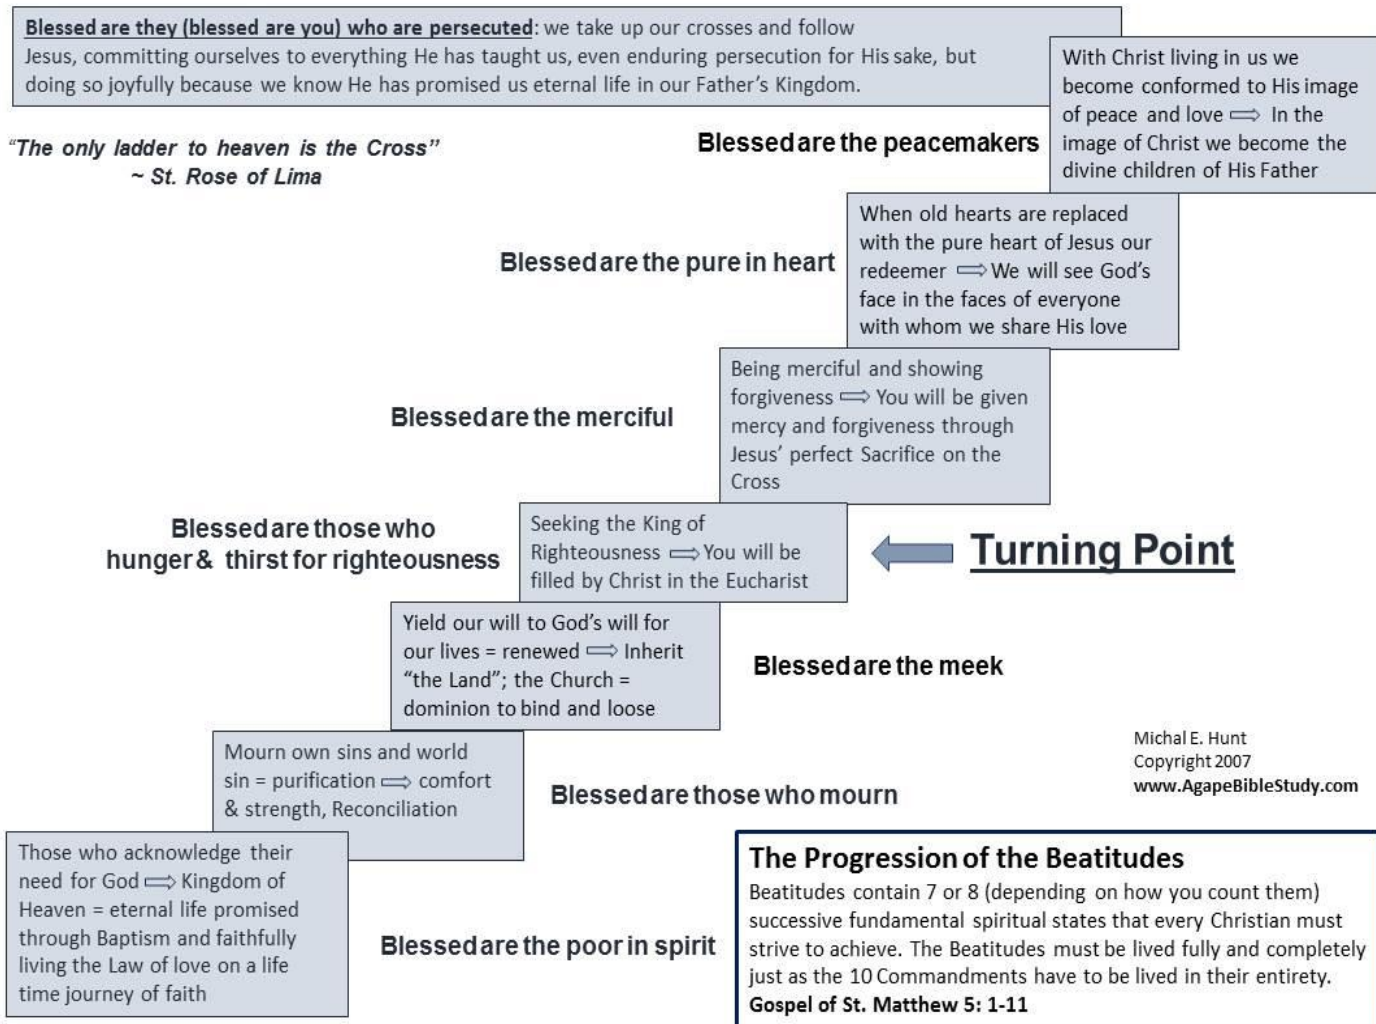 Blessed are they (blessed are you) who are persecuted: we take up our crosses and follow
Jesus, committing ourselves to everything He has taught us, even enduring persecution for His sake, but
doing so joyfully because we know He has promised us eternal life in our Father's Kingdom.
With Christ living in us we
become conformed to His image
of peace and love ⇨ In the
image of Christ we become the
divine children of His Father
Blessed are the peacemakers
"The only ladder to heaven is the Cross"
~ St. Rose of Lima
When old hearts are replaced
with the pure heart of Jesus our
redeemer ⇨ We will see God's
face in the faces of everyone
with whom we share His love
Blessed are the pure in heart
Being merciful and showing
forgiveness ⇨ You will be given
mercy and forgiveness through
Jesus' perfect Sacrifice on the
Cross
Blessed are the merciful
Blessed are those who
hunger & thirst for righteousness
Seeking the King of
Righteousness ⇨ You will be
filled by Christ in the Eucharist
Turning Point
Yield our will to God's will for
our lives = renewed ⇨ Inherit
"the Land"; the Church =
dominion to bind and loose
Blessed are the meek
Mourn own sins and world
sin = purification ⇨ comfort
& strength, Reconciliation
Blessed are those who mourn
Michal E. Hunt
Copyright 2007
www.AgapeBibleStudy.com
Those who acknowledge their
need for God ⇨ Kingdom of
Heaven = eternal life promised
through Baptism and faithfully
living the Law of love on a life
time journey of faith
Blessed are the poor in spirit
The Progression of the Beatitudes
Beatitudes contain 7 or 8 (depending on how you count them)
successive fundamental spiritual states that every Christian must
strive to achieve. The Beatitudes must be lived fully and completely
just as the 10 Commandments have to be lived in their entirety.
Gospel of St. Matthew 5: 1-11